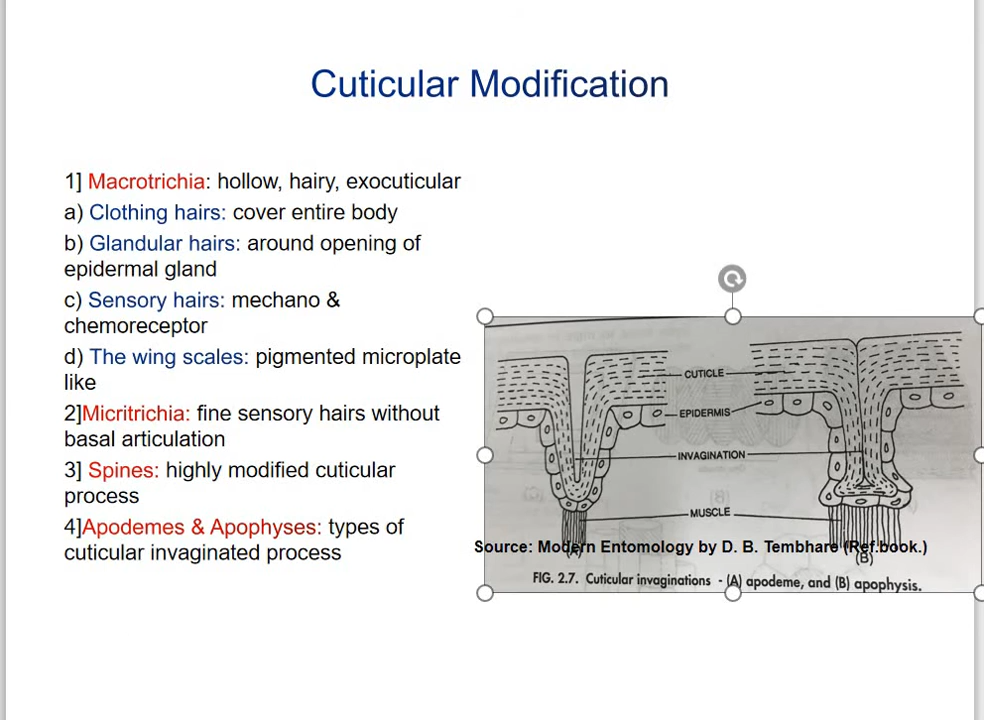 Cuticular Modification
1] Macrotrichia: hollow, hairy, exocuticular
a) Clothing hairs: cover entire body
b) Glandular hairs: around opening of
epidermal gland
c) Sensory hairs: mechano &
chemoreceptor
d) The wing scales: pigmented microplate
like
2]Micritrichia: fine sensory hairs without
basal articulation
3] Spines: highly modified cuticular
process
4]Apodemes & Apophyses: types of
cuticular invaginated process
CUTICLE
EPIDERMIS
INVAGINATION
MUSCLE
Source: Modern Entomology by D. B. Tembhare (Ref.book.)
(A)
(B)
FIG. 2.7. Cuticular invaginations - (A) apodeme, and (B) apophysis.